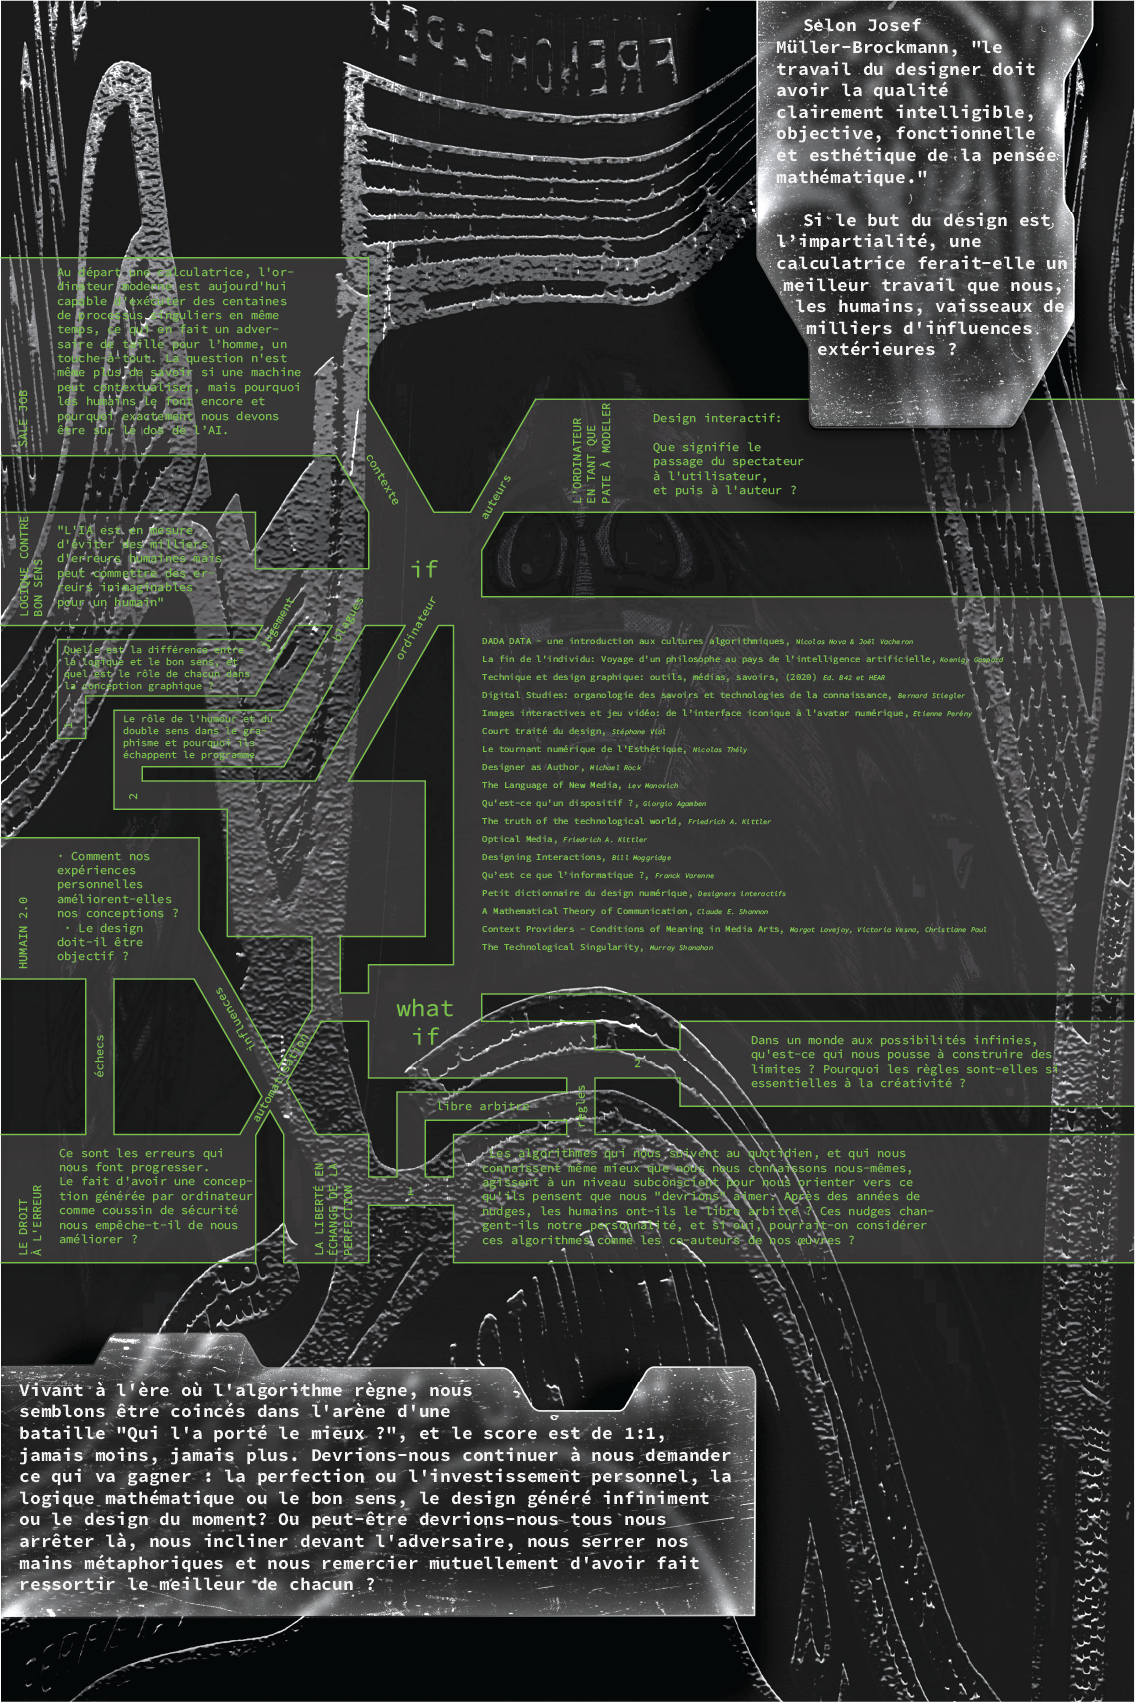 Selon Josef
Müller-Brockmann, "le
travail du designer doit
avoir la qualité
clairement intelligible,
objective, fonctionnelle
et esthétique de la pensée
mathématique."
Si le but du design est
l’impartialité, une
calculatrice ferait-elle un
meilleur travail que nous,
les humains, vaisseaux de
milliers d'influences
extérieures ?
SALE JOB
Au départ une calculatrice, l'or-
dinateur moderne est aujourd'hui
capable d'exécuter des centaines
de processus singuliers en même
temps, ce qui en fait un adver-
saire de taille pour l’homme, un
touche-à-tout. La question n'est
même plus de savoir si une machine
peut contextualiser, mais pourquoi
les humains le font encore et
pourquoi exactement nous devons
être sur le dos de l’AI.
contexte
auteurs
L'ORDINATEUR
EN TANT QUE
PATE À MODELER
Design interactif:
Que signifie le
passage du spectateur
à l'utilisateur,
et puis à l'auteur ?
LOGIQUE CONTRE
BON SENS
"L'IA est en mesure
d'éviter des milliers
d'erreurs humaines mais
peut commettre des er-
reurs inimaginables
pour un humain"
if
jugement
blagues
ordinateur
Quelle est la différence entre
la logique et le bon sens, et
quel est le rôle de chacun dans
la conception graphique ?
1
Le rôle de l'humour et du
double sens dans le gra-
phisme et pourquoi ils
échappent le programme
2
DADA DATA – une introduction aux cultures algorithmiques, Nicolas Nova & Joël Vacheron
La fin de l'individu: Voyage d'un philosophe au pays de l'intelligence artificielle, Koenig Gaspard
Technique et design graphique: outils, médias, savoirs, (2020) Ed. B42 et HEAR
Digital Studies: organologie des savoirs et technologies de la connaissance, Bernard Stiegler
Images interactives et jeu vidéo: de l’interface iconique à l'avatar numérique, Etienne Perény
Court traité du design, Stéphane Vial
Le tournant numérique de l'Esthétique, Nicolas Thély
Designer as Author, Michael Rock
The Language of New Media, Lev Manovich
Qu'est-ce qu'un dispositif ?, Giorgio Agamben
The truth of the technological world, Friedrich A. Kittler
Optical Media, Friedrich A. Kittler
Designing Interactions, Bill Moggridge
Qu’est ce que l’informatique ?, Franck Varenne
Petit dictionnaire du design numérique, Designers interactifs
A Mathematical Theory of Communication, Claude E. Shannon
Context Providers – Conditions of Meaning in Media Arts, Margot Lovejoy, Victoria Vesna, Christiane Paul
The Technological Singularity, Murray Shanahan
HUMAIN 2.0
· Comment nos
expériences
personnelles
améliorent-elles
nos conceptions ?
· Le design
doit-il être
objectif ?
what
if
influences
automatisation
échecs
2
règles
libre arbitre
1
Dans un monde aux possibilités infinies,
qu'est-ce qui nous pousse à construire des
limites ? Pourquoi les règles sont-elles si
essentielles à la créativité ?
LE DROIT
À L'ERREUR
Ce sont les erreurs qui
nous font progresser.
Le fait d'avoir une concep-
tion générée par ordinateur
comme coussin de sécurité
nous empêche-t-il de nous
améliorer ?
LA LIBERTÉ EN
ÉCHANGE DE LA
PERFECTION
Les algorithmes qui nous suivent au quotidien, et qui nous
connaissent même mieux que nous nous connaissons nous-mêmes,
agissent à un niveau subconscient pour nous orienter vers ce
qu'ils pensent que nous "devrions" aimer. Après des années de
nudges, les humains ont-ils le libre arbitre ? Ces nudges chan-
gent-ils notre personnalité, et si oui, pourrait-on considérer
ces algorithmes comme les co-auteurs de nos œuvres ?
Vivant à l'ère où l'algorithme règne, nous
semblons être coincés dans l'arène d'une
bataille "Qui l'a porté le mieux ?", et le score est de 1:1,
jamais moins, jamais plus. Devrions-nous continuer à nous demander
ce qui va gagner : la perfection ou l'investissement personnel, la
logique mathématique ou le bon sens, le design généré infiniment
ou le design du moment? Ou peut-être devrions-nous tous nous
arrêter là, nous incliner devant l'adversaire, nous serrer nos
mains métaphoriques et nous remercier mutuellement d'avoir fait
ressortir le meilleur de chacun ?